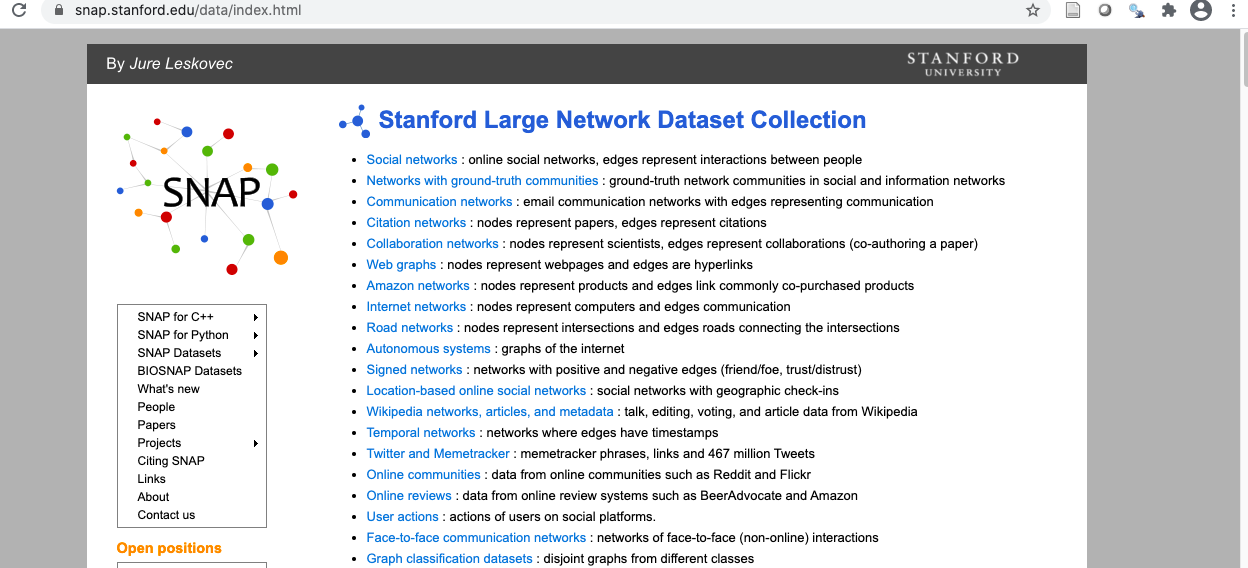 snap.stanford.edu/data/index.html
By Jure Leskovec
STANFORD
UNIVERSITY
SNAP
Stanford Large Network Dataset Collection
• Social networks : online social networks, edges represent interactions between people
• Networks with ground-truth communities : ground-truth network communities in social and information networks
• Communication networks : email communication networks with edges representing communication
• Citation networks : nodes represent papers, edges represent citations
• Collaboration networks : nodes represent scientists, edges represent collaborations (co-authoring a paper)
• Web graphs : nodes represent webpages and edges are hyperlinks
• Amazon networks : nodes represent products and edges link commonly co-purchased products
• Internet networks : nodes represent computers and edges communication
• Road networks : nodes represent intersections and edges roads connecting the intersections
• Autonomous systems : graphs of the internet
• Signed networks : networks with positive and negative edges (friend/foe, trust/distrust)
• Location-based online social networks : social networks with geographic check-ins
• Wikipedia networks, articles, and metadata : talk, editing, voting, and article data from Wikipedia
• Temporal networks : networks where edges have timestamps
• Twitter and Memetracker : memetracker phrases, links and 467 million Tweets
• Online communities : data from online communities such as Reddit and Flickr
• Online reviews : data from online review systems such as BeerAdvocate and Amazon
• User actions : actions of users on social platforms.
• Face-to-face communication networks : networks of face-to-face (non-online) interactions
• Graph classification datasets : disjoint graphs from different classes
SNAP for C++
SNAP for Python
SNAP Datasets
BIOSNAP Datasets
What's new
People
Papers
Projects
Citing SNAP
Links
About
Contact us
Open positions